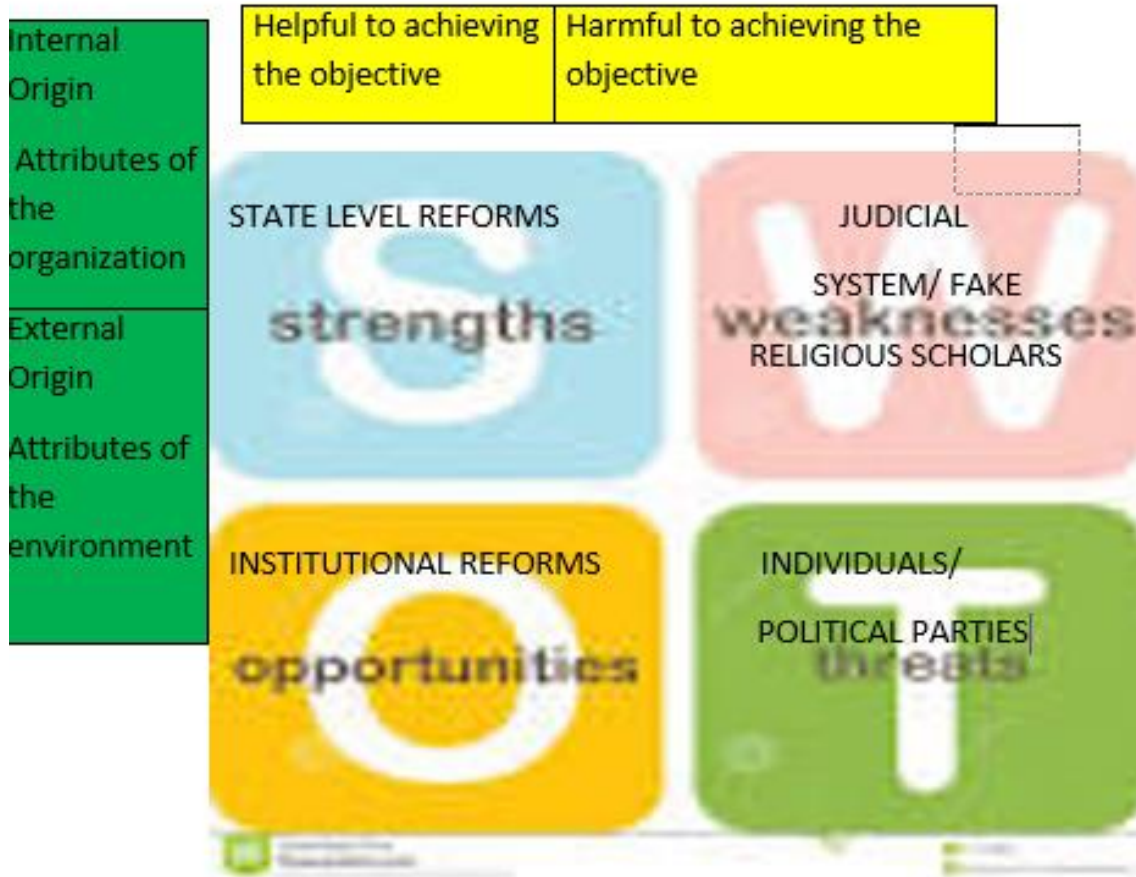 Helpful to achieving
the objective
Harmful to achieving the
objective
Internal
Origin
Attributes of
the
organization
External
Origin
Attributes of
the
environment
STATE LEVEL REFORMS
S
strengths
JUDICIAL
SYSTEM/ FAKE
W
weaknesses
RELIGIOUS SCHOLARS
INSTITUTIONAL REFORMS
O
opportunities
INDIVIDUALS/
T
POLITICAL PARTIES
threats